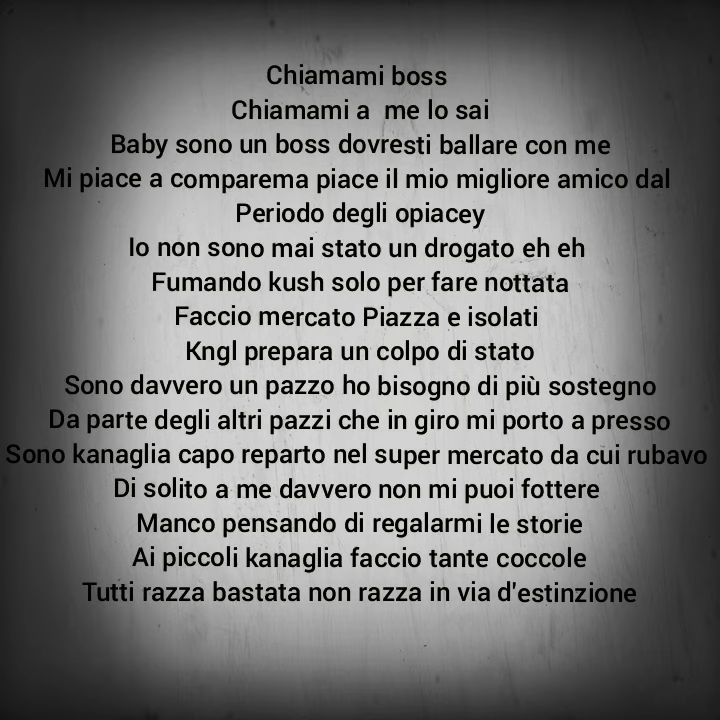 Chiamami boss
Chiamami a  me lo sai
Baby sono un boss dovresti ballare con me
Mi piace a comparema piace il mio migliore amico dal
Periodo degli opiacey
Io non sono mai stato un drogato eh eh
Fumando kush solo per fare nottata
Faccio mercato Piazza e isolati
Kngl prepara un colpo di stato
Sono davvero un pazzo ho bisogno di più sostegno
Da parte degli altri pazzi che in giro mi porto a presso
Sono kanaglia capo reparto nel super mercato da cui rubavo
Di solito a me davvero non mi puoi fottere
Manco pensando di regalarmi le storie
Ai piccoli kanaglia faccio tante coccole
Tutti razza bastata non razza in via d'estinzione